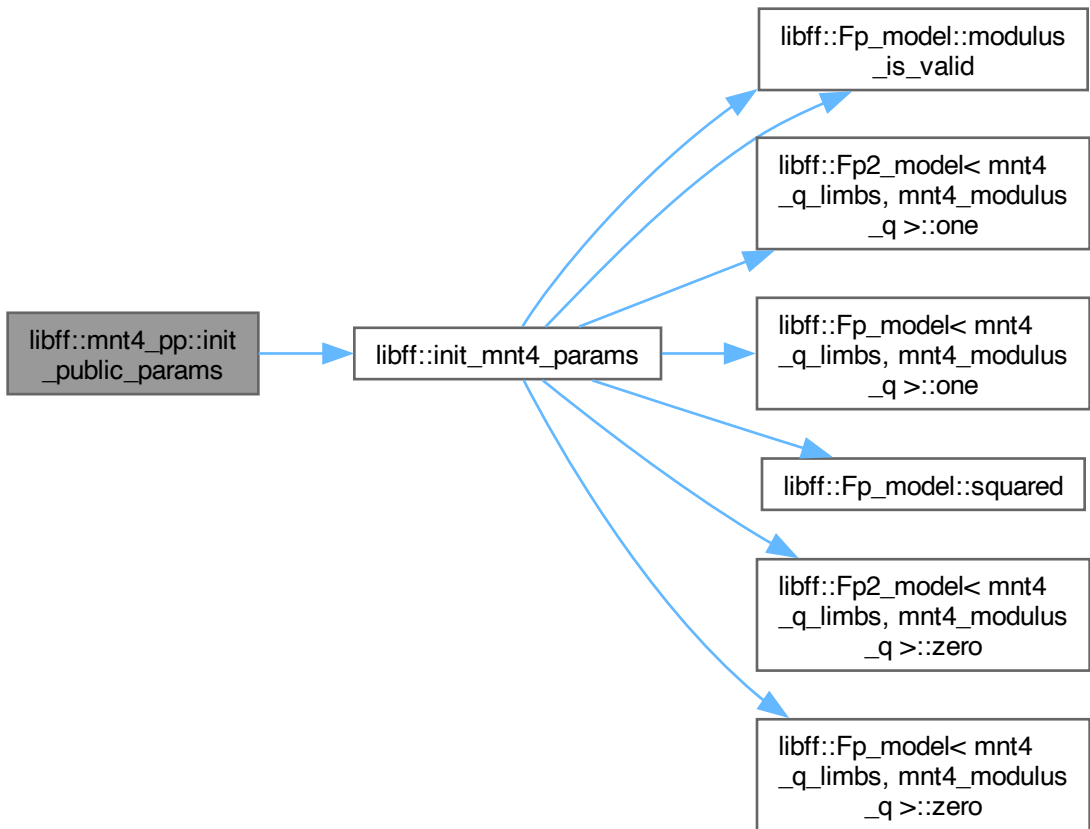 libff::mnt4_pp::init
_public_params
libff::init_mnt4_params
libff::Fp_model::modulus
_is_valid
libff::Fp2_model< mnt4
_q_limbs, mnt4_modulus
_q >::one
libff::Fp_model< mnt4
_q_limbs, mnt4_modulus
_q >::one
libff::Fp_model::squared
libff::Fp2_model< mnt4
_q_limbs, mnt4_modulus
_q >::zero
libff::Fp_model< mnt4
_q_limbs, mnt4_modulus
_q >::zero